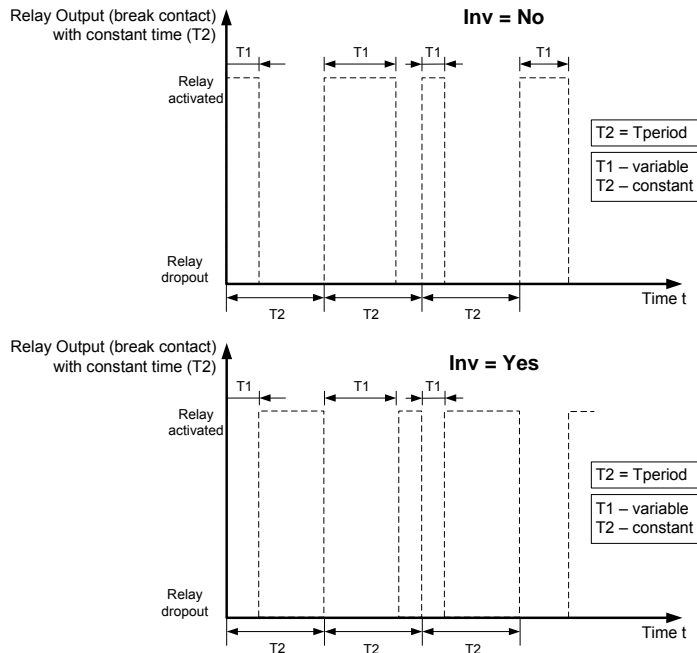 Relay Output (break contact)
with constant time (T2)
Inv = No
T1
T1
T1
T1
Relay
activated
T2 = Tperiod
T1 – variable
T2 – constant
Relay
dropout
Time t
T2
T2
T2
Relay Output (break contact)
with constant time (T2)
Inv = Yes
T1
T1
T1
Relay
activated
T2 = Tperiod
T1 – variable
T2 – constant
Relay
dropout
Time t
T2
T2
T2